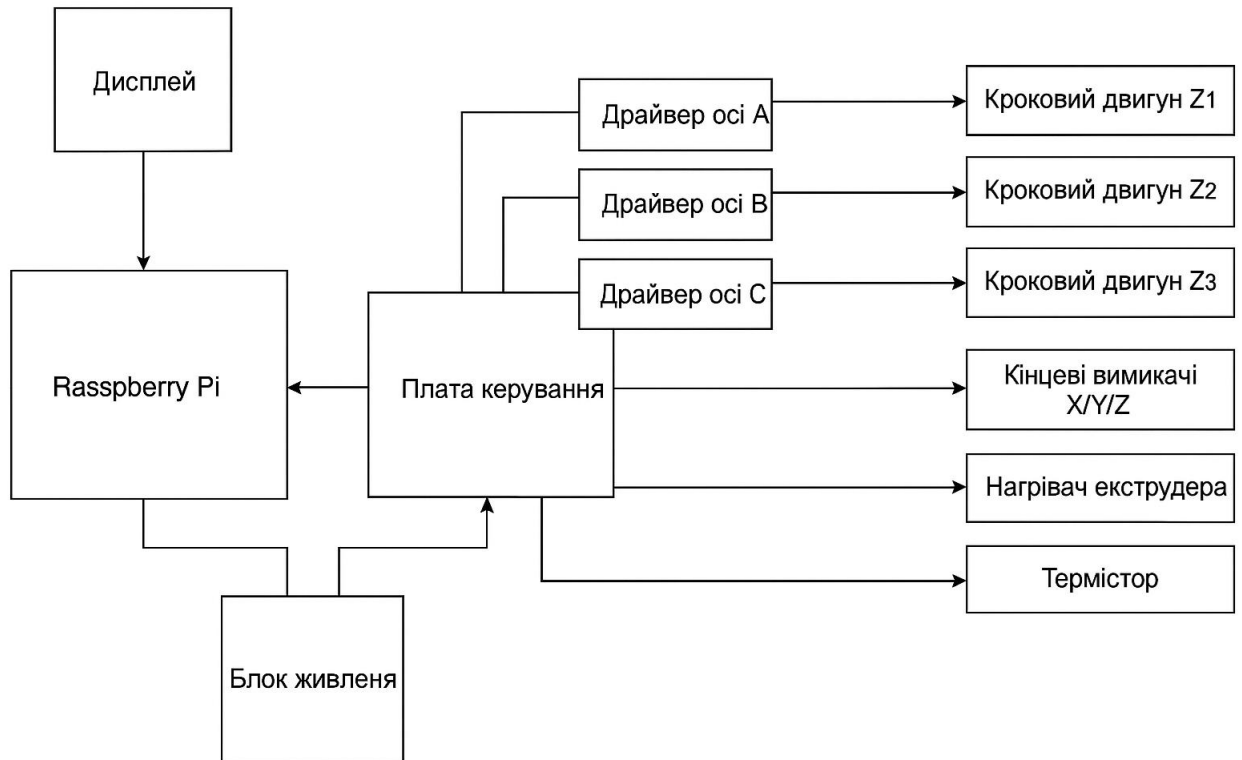 Дисплей
Драйвер осі А
Кроковий двигун Z1
Драйвер осі В
Кроковий двигун Z2
Драйвер осі С
Кроковий двигун Z3
Rasspberry Pi
Плата керування
Кінцеві вимикачі
X/Y/Z
Нагрівач екструдера
Термістор
Блок живленя